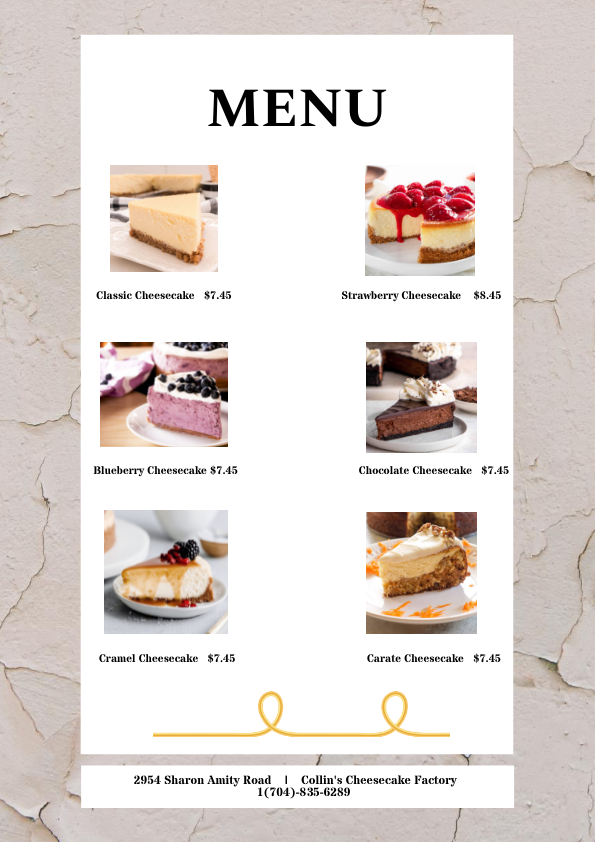 MENU
Classic Cheesecake $7.45
Strawberry Cheesecake $8.45
Blueberry Cheesecake $7.45
Chocolate Cheesecake $7.45
Cramel Cheesecake $7.45
Carate Cheesecake $7.45
2954 Sharon Amity Road | Collin's Cheesecake Factory
1(704)-835-6289